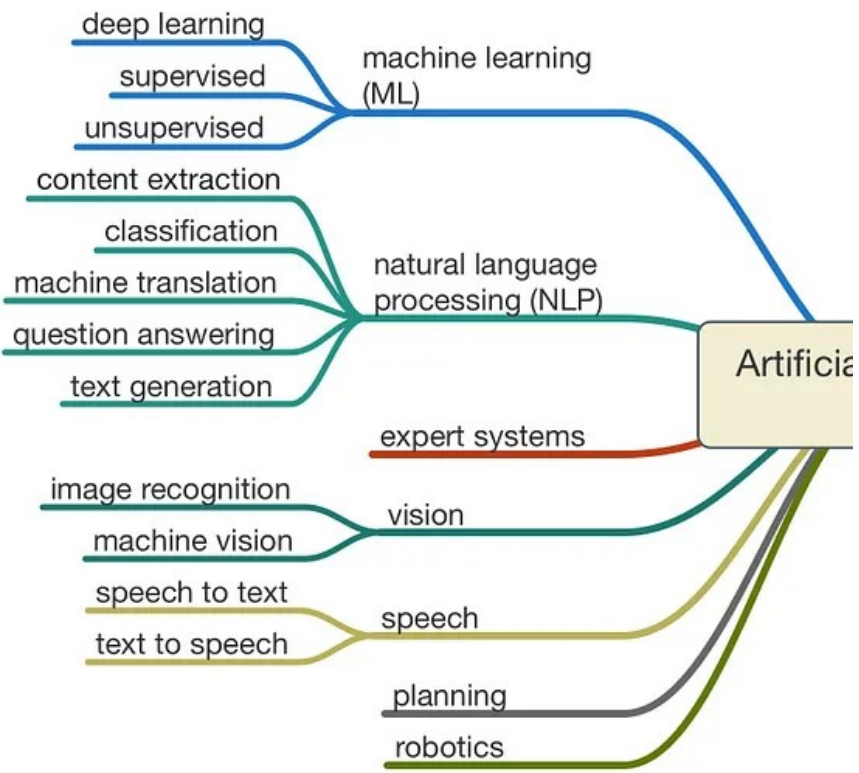 deep learning
supervised
unsupervised
machine learning
(ML)
content extraction
classification
machine translation
question answering
text generation
natural language
processing (NLP)
Artificia
expert systems
image recognition
machine vision
vision
speech to text
text to speech
speech
planning
robotics